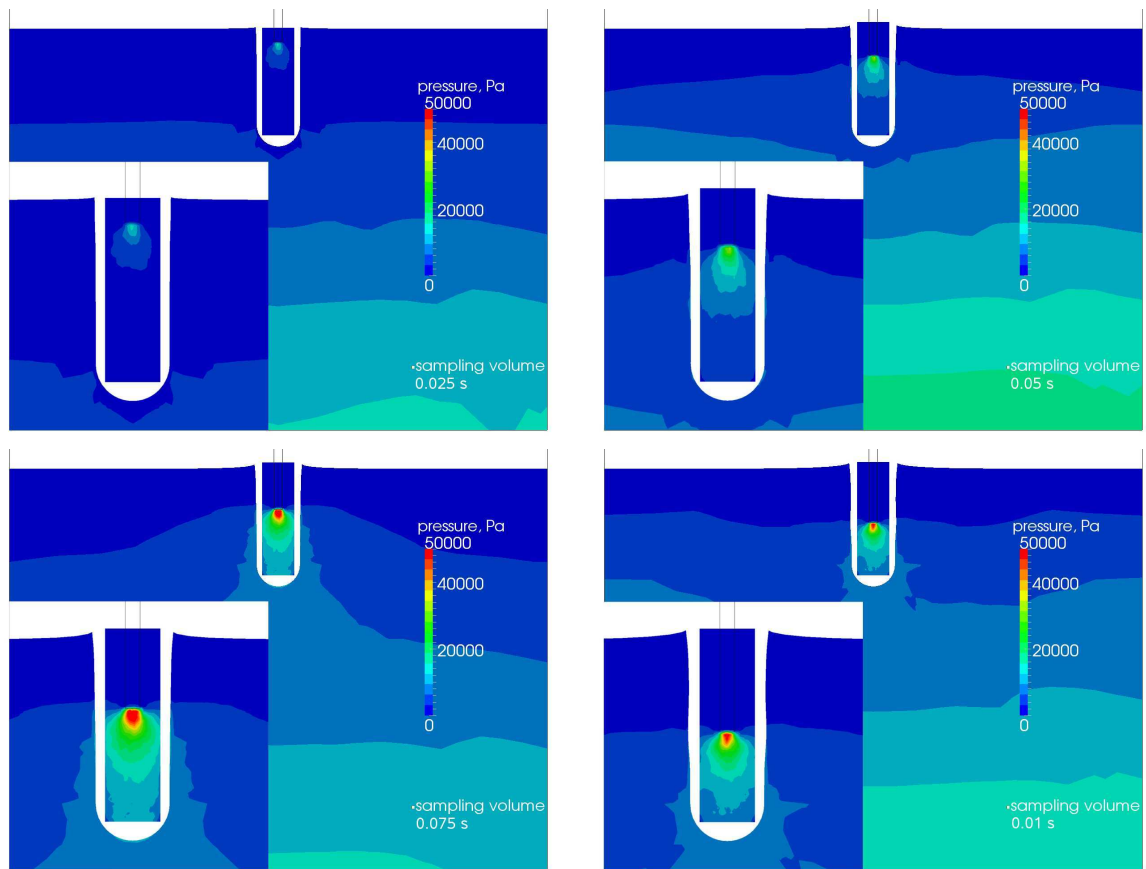 pressure, Pa
50000
40000
20000
0
sampling volume
0.025 s
pressure, Pa
50000
40000
20000
0
sampling volume
0.05 s
pressure, Pa
50000
40000
20000
0
sampling volume
0.075 s
pressure, Pa
50000
40000
20000
0
sampling volume
0.01 s